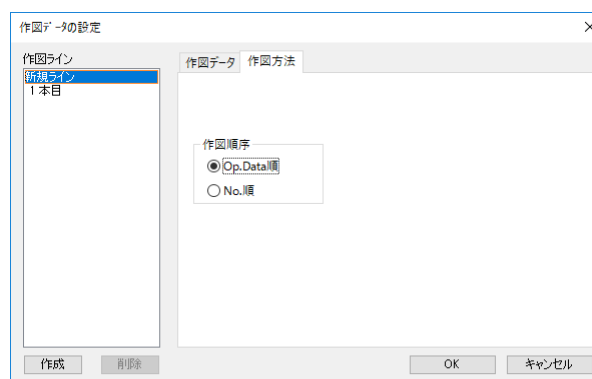 作図ﾃﾞｰﾀの設定
作図ライン
新規ライン
1 本目
作図データ
作図方法
作図順序
Op.Data順
No.順
作成
削除
OK
キャンセル